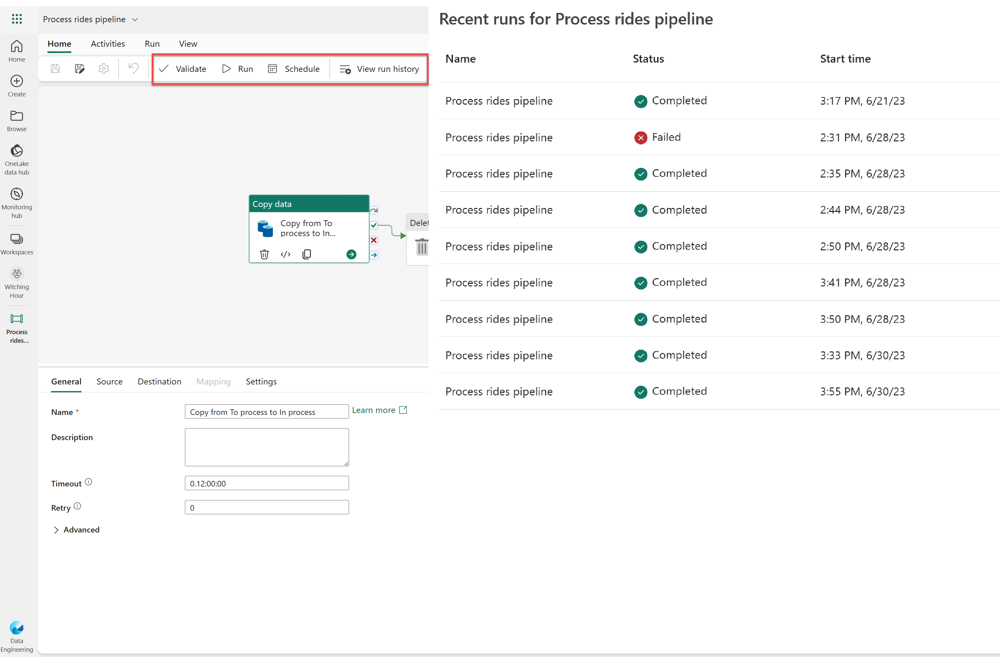 Process rides pipeline
Home
Activities
Run
View
Validate
Run
Schedule
View run history
Home
Create
Browse
OneLake
data hub
Monitoring
hub
Workspaces
Witching
Hour
Process
rides...
Data
Engineering
Copy data
Copy from To
process to In...
Delet
General
Source
Destination
Mapping
Settings
Name *
Copy from To process to In process
Learn more
Description
Timeout
0.12:00:00
Retry
0
Advanced
Recent runs for Process rides pipeline
Name Status Start time
Process rides pipeline Completed 3:17 PM, 6/21/23
Process rides pipeline Failed 2:31 PM, 6/28/23
Process rides pipeline Completed 2:35 PM, 6/28/23
Process rides pipeline Completed 2:44 PM, 6/28/23
Process rides pipeline Completed 2:50 PM, 6/28/23
Process rides pipeline Completed 3:41 PM, 6/28/23
Process rides pipeline Completed 3:50 PM, 6/28/23
Process rides pipeline Completed 3:33 PM, 6/30/23
Process rides pipeline Completed 3:55 PM, 6/30/23